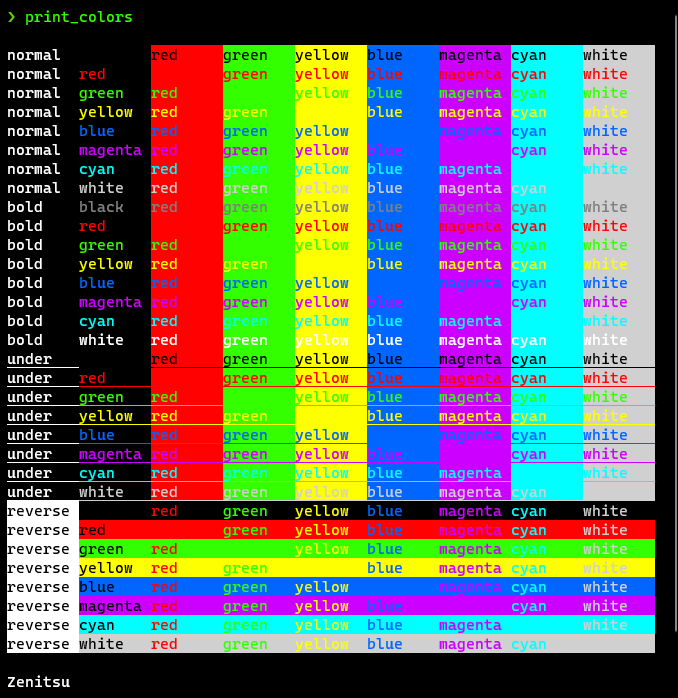 ❯ print_colors
normal red green yellow blue magenta cyan white
normal red green yellow blue magenta cyan white
normal green red yellow blue magenta cyan white
normal yellow red green blue magenta cyan white
normal blue red green yellow magenta cyan white
normal magenta red green yellow blue cyan white
normal cyan red green yellow blue magenta white
normal white red green yellow blue magenta cyan
bold black red green yellow blue magenta cyan white
bold red green yellow blue magenta cyan white
bold green red yellow blue magenta cyan white
bold yellow red green blue magenta cyan white
bold blue red green yellow magenta cyan white
bold magenta red green yellow blue cyan white
bold cyan red green yellow blue magenta white
bold white red green yellow blue magenta cyan white
under red green yellow blue magenta cyan white
under red green yellow blue magenta cyan white
under green red yellow blue magenta cyan white
under yellow red green blue magenta cyan white
under blue red green yellow magenta cyan white
under magenta red green yellow blue cyan white
under cyan red green yellow blue magenta white
under white red green yellow blue magenta cyan
reverse red green yellow blue magenta cyan white
reverse red green yellow blue magenta cyan white
reverse green red yellow blue magenta cyan white
reverse yellow red green blue magenta cyan white
reverse blue red green yellow magenta cyan white
reverse magenta red green yellow blue cyan white
reverse cyan red green yellow blue magenta white
reverse white red green yellow blue magenta cyan
Zenitsu